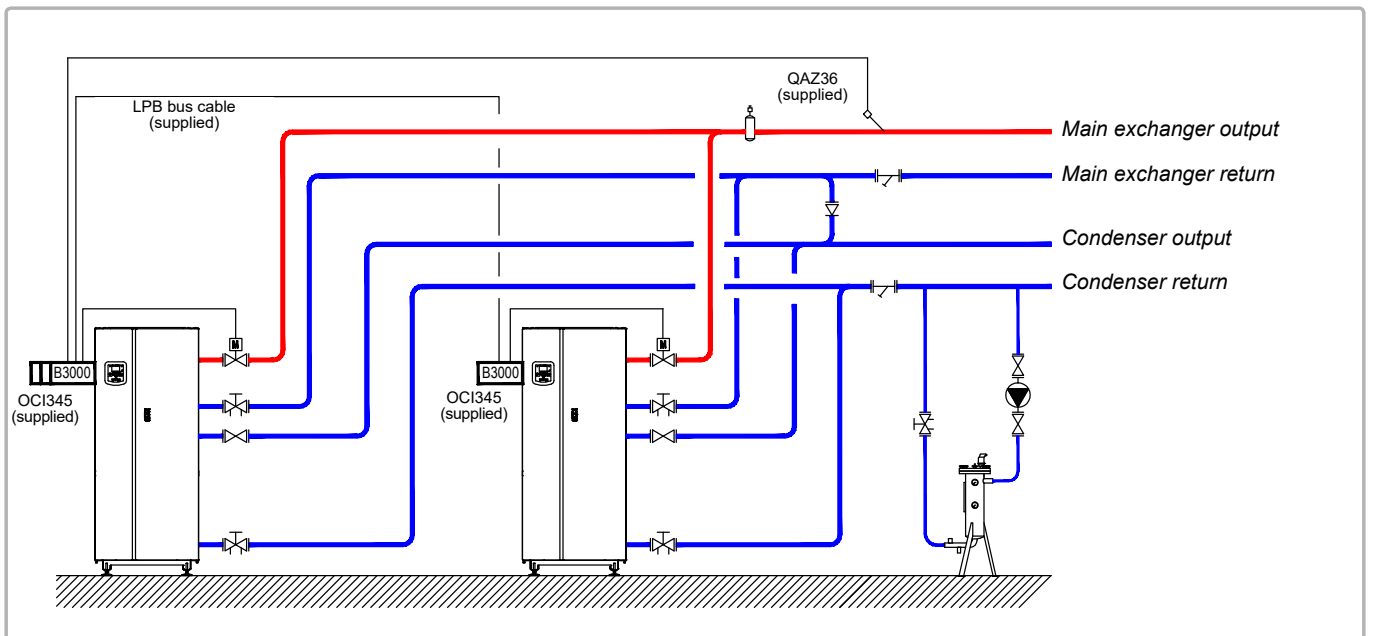 QAZ36
(supplied)
LPB bus cable
(supplied)
Main exchanger output
Main exchanger return
Condenser output
Condenser return
M
M
B3000
B3000
OCI345
(supplied)
OCI345
(supplied)